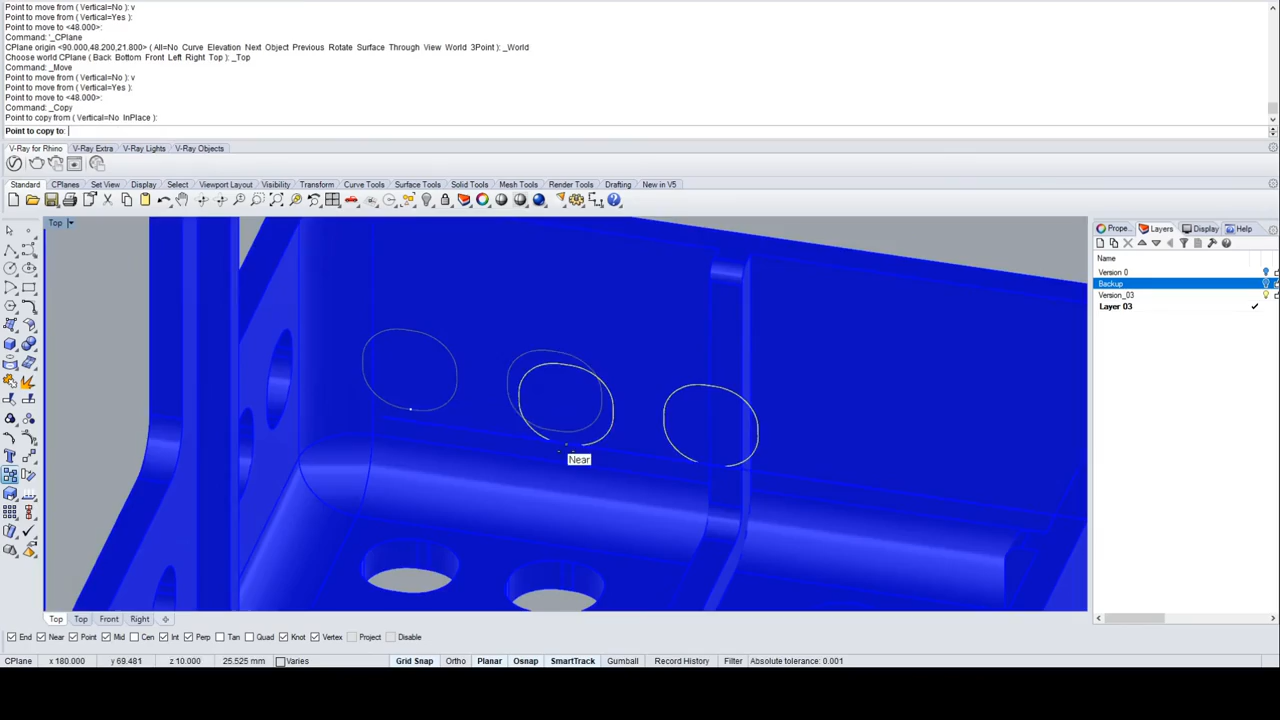 Point to move from ( Vertical=No ): v
Point to move from ( Vertical=Yes ):
Point to move to <48.000>:
Command: '_CPlane
CPlane origin <90.000,48.200,21.800> ( All=No Curve Elevation Next Object Previous Rotate Surface Through View World 3Point ): _World
Choose world CPlane ( Back Bottom Front Left Right Top ): _Top
Command: _Move
Point to move from ( Vertical=No ): v
Point to move from ( Vertical=Yes ):
Point to move to <48.000>:
Command: _Copy
Point to copy from ( Vertical=No InPlace ):
Point to copy to:
V-Ray for Rhino V-Ray Extra V-Ray Lights V-Ray Objects
Standard CPlanes Set View Display Select Viewport Layout Visibility Transform Curve Tools Surface Tools Solid Tools Mesh Tools Render Tools Drafting New in V5
Top
Prope... Layers Display Help
Name
Version 0
Backup
Version_03
Layer 03
Near
Top Top Front Right
End Near Point Mid Cen Int Perp Tan Quad Knot Vertex Project Disable
CPlane x 180.000 y 69.481 z 10.000 25.525 mm Varies Grid Snap Ortho Planar Osnap SmartTrack Gumball Record History Filter Absolute tolerance: 0.001